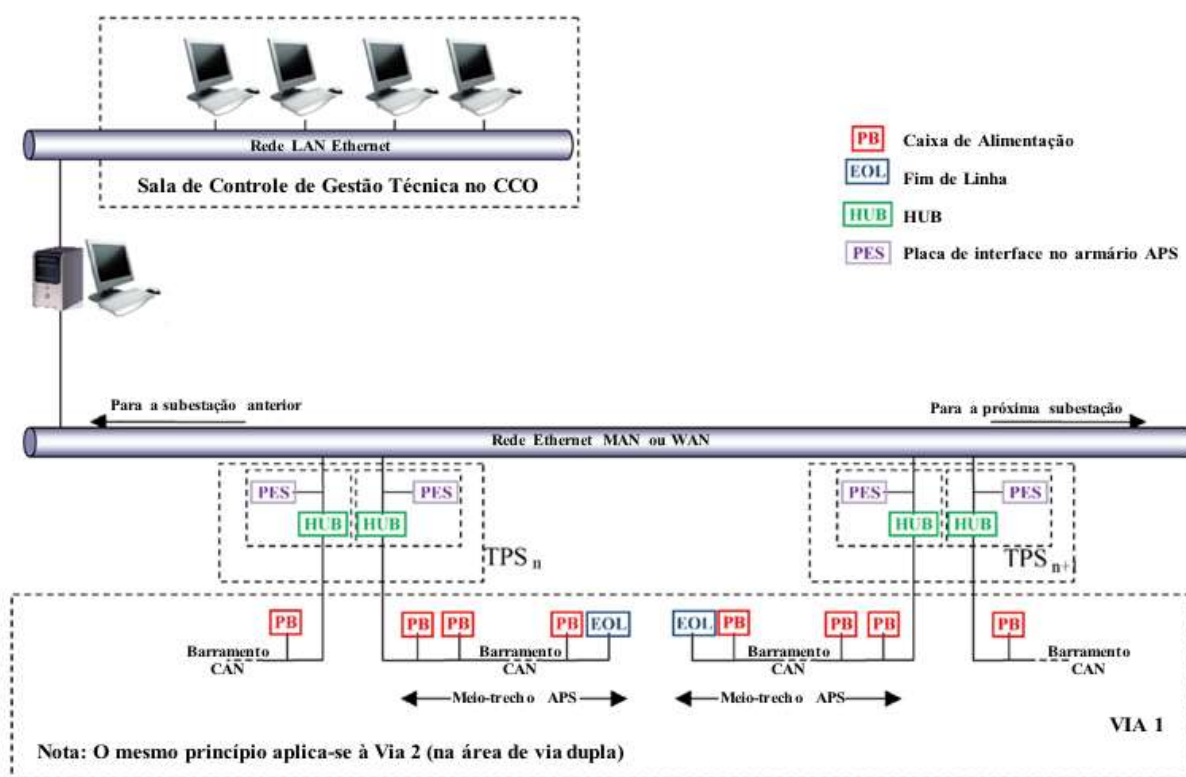 Rede LAN Ethernet
Sala de Controle de Gestão Técnica no CCO
PB Caixa de Alimentação
EOL Fim de Linha
HUB HUB
PES Placa de interface no armário APS
Para a subestação anterior
Para a próxima subestação
Rede Ethernet MAN ou WAN
PES PES PES PES
HUB HUB HUB HUB
TPS n
TPS n+
PB PB PB PB EOL EOL PB PB PB PB
Barramento CAN
Barramento CAN
Barramento CAN
Barramento CAN
Meio-trecho APS
Meio-trecho APS
VIA 1
Nota: O mesmo princípio aplica-se à Via 2 (na área de via dupla)